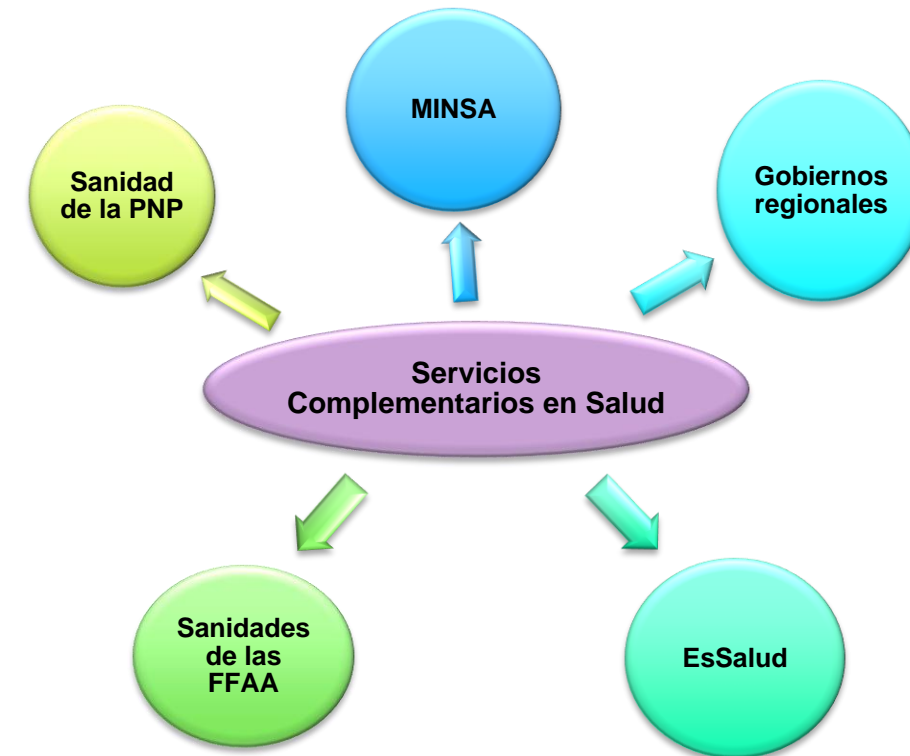 MINSA
Sanidad
de la PNP
Gobiernos
regionales
Servicios
Complementarios en Salud
Sanidades
de las
FFAA
EsSalud